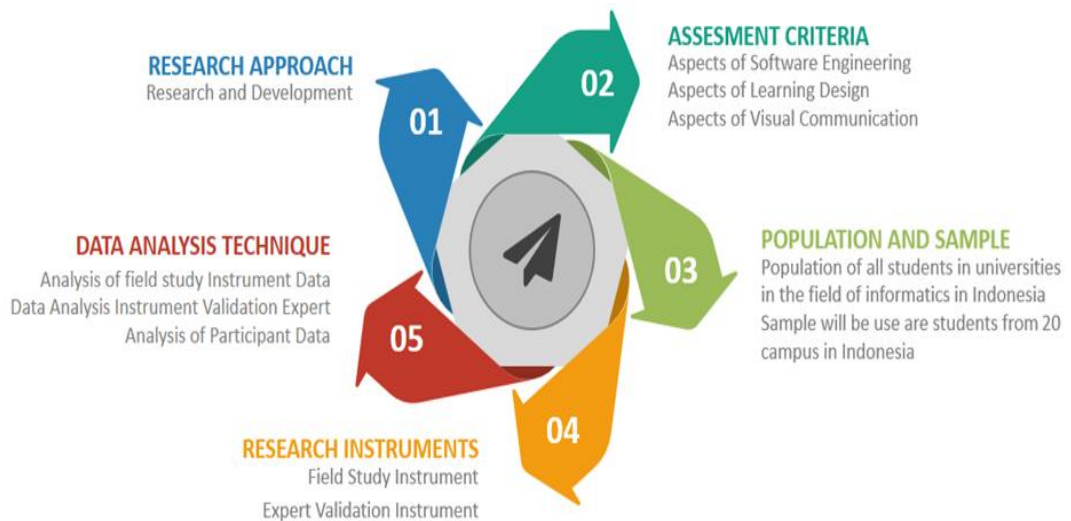 01
RESEARCH APPROACH
Research and Development
02
ASSESMENT CRITERIA
Aspects of Software Engineering
Aspects of Learning Design
Aspects of Visual Communication
03
POPULATION AND SAMPLE
Population of all students in universities
in the field of informatics in Indonesia
Sample will be use are students from 20
campus in Indonesia
04
RESEARCH INSTRUMENTS
Field Study Instrument
Expert Validation Instrument
05
DATA ANALYSIS TECHNIQUE
Analysis of field study Instrument Data
Data Analysis Instrument Validation Expert
Analysis of Participant Data